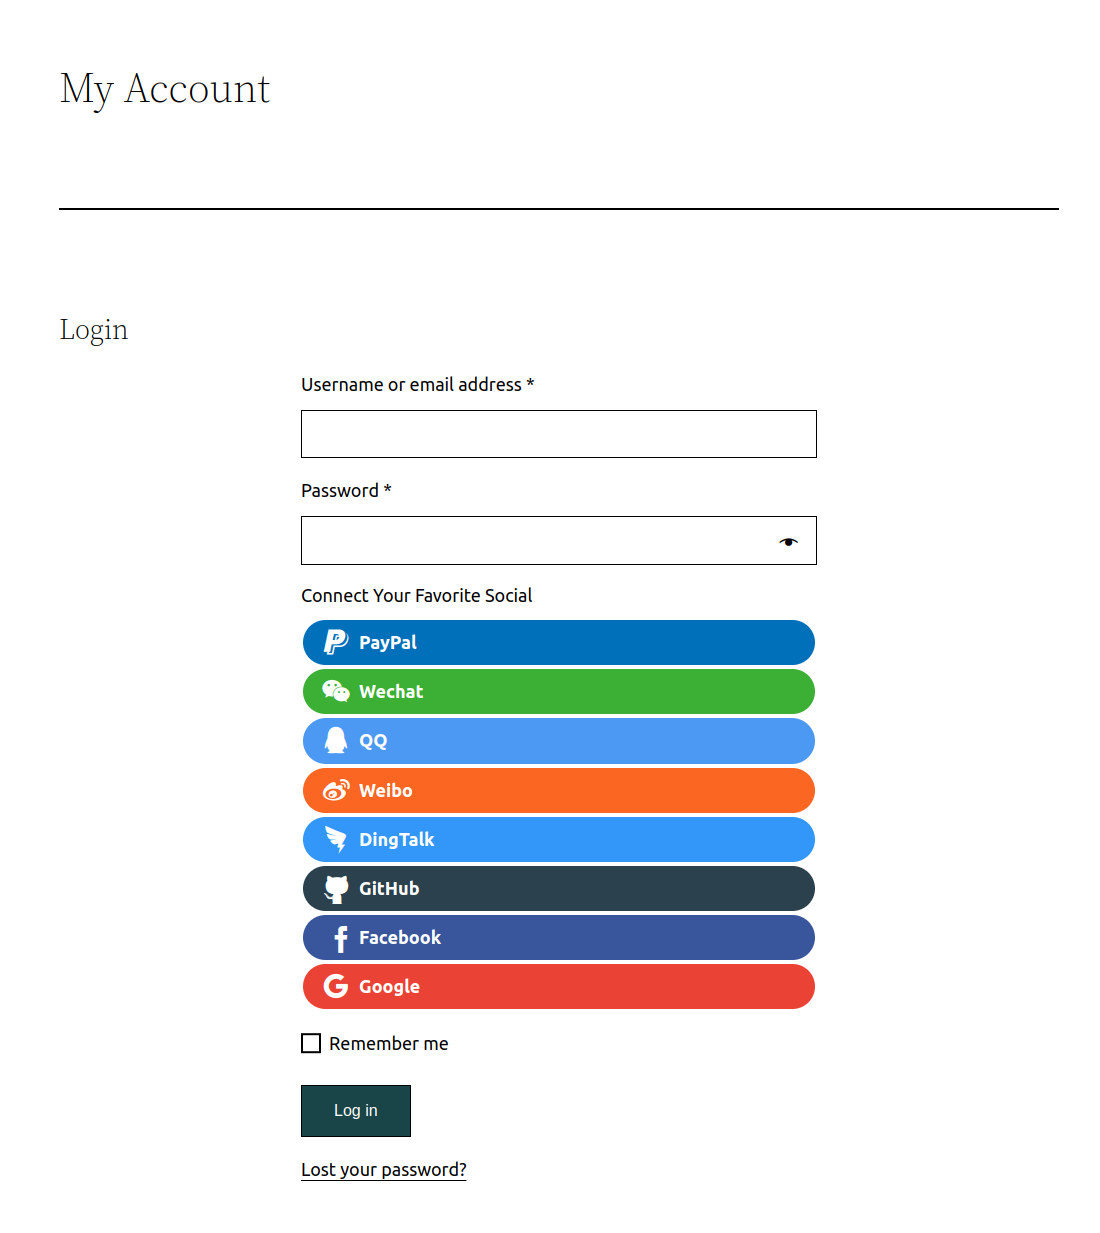 My Account
Login
Username or email address *
Password *
Connect Your Favorite Social
PayPal
Wechat
QQ
Weibo
DingTalk
GitHub
Facebook
Google
Remember me
Log in
Lost your password?